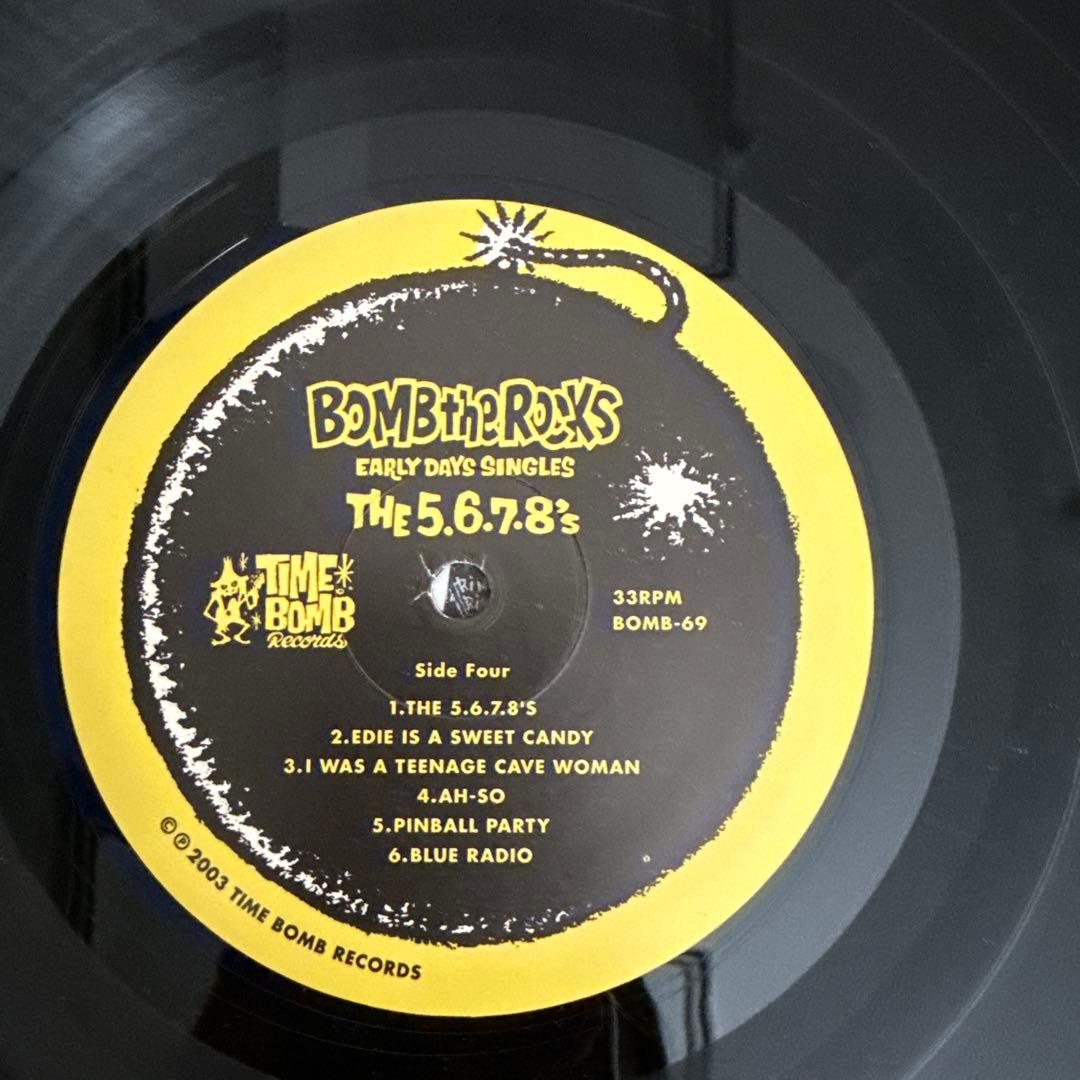 BOMB the ROCKS
EARLY DAYS SINGLES
THE 5.6.7.8's
TIME
BOMB
Records
33RPM
BOMB-69
Side Four
1.THE 5.6.7.8'S
2.EDIE IS A SWEET CANDY
3.I WAS A TEENAGE CAVE WOMAN
4.AH-SO
5.PINBALL PARTY
6.BLUE RADIO
©℗ 2003 TIME BOMB RECORDS